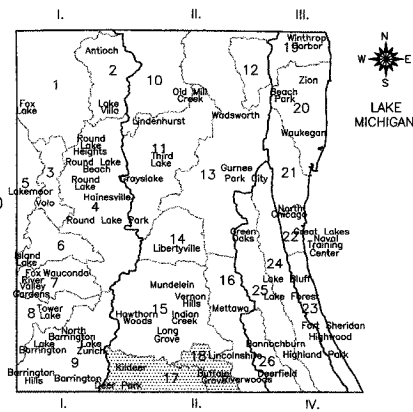 I. II. III.
Winthrop
19 Harbor
Antioch
N
W E
S
1 2 10 12 Zion
Old Mill
Creek
Beach
Park 20
Fox
Lake
Lake
Villa
Wadsworth
LAKE
MICHIGAN
Lindenhurst
Waukegan
Round
Lake
Heights
11
Third
Lake
Round Lake
Beach
3
Gurnee
13 Park City
21
Grayslake
5
Lakemoor
Round
Lake
Volo
Hainesville
4
North
Chicago
Round Lake Park
Great Lakes
22 Naval
Training
Center
Green
Oaks
14
Libertyville
6
Island
Lake
24
Lake Bluff
Fox Wauconda
River 7
Valley
Gardens
Mundelein
16
25 Lake Forest
Vernon
Hills
Mettawa
23
8 Tower
Lake
Hawthorn
Woods
15 Indian
Creek
Fort Sheridan
North
Barrington
Long
Grove
Highwood
Lake
Barrington
Lake
Zurich
Bannockburn
18 Lincolnshire
Highland Park
9
Kildeer
26
Barrington
Hills
Barrington
17
Buffalo
Grove
Riverwoods
Deerfield
Deer Park
I. II. IV.